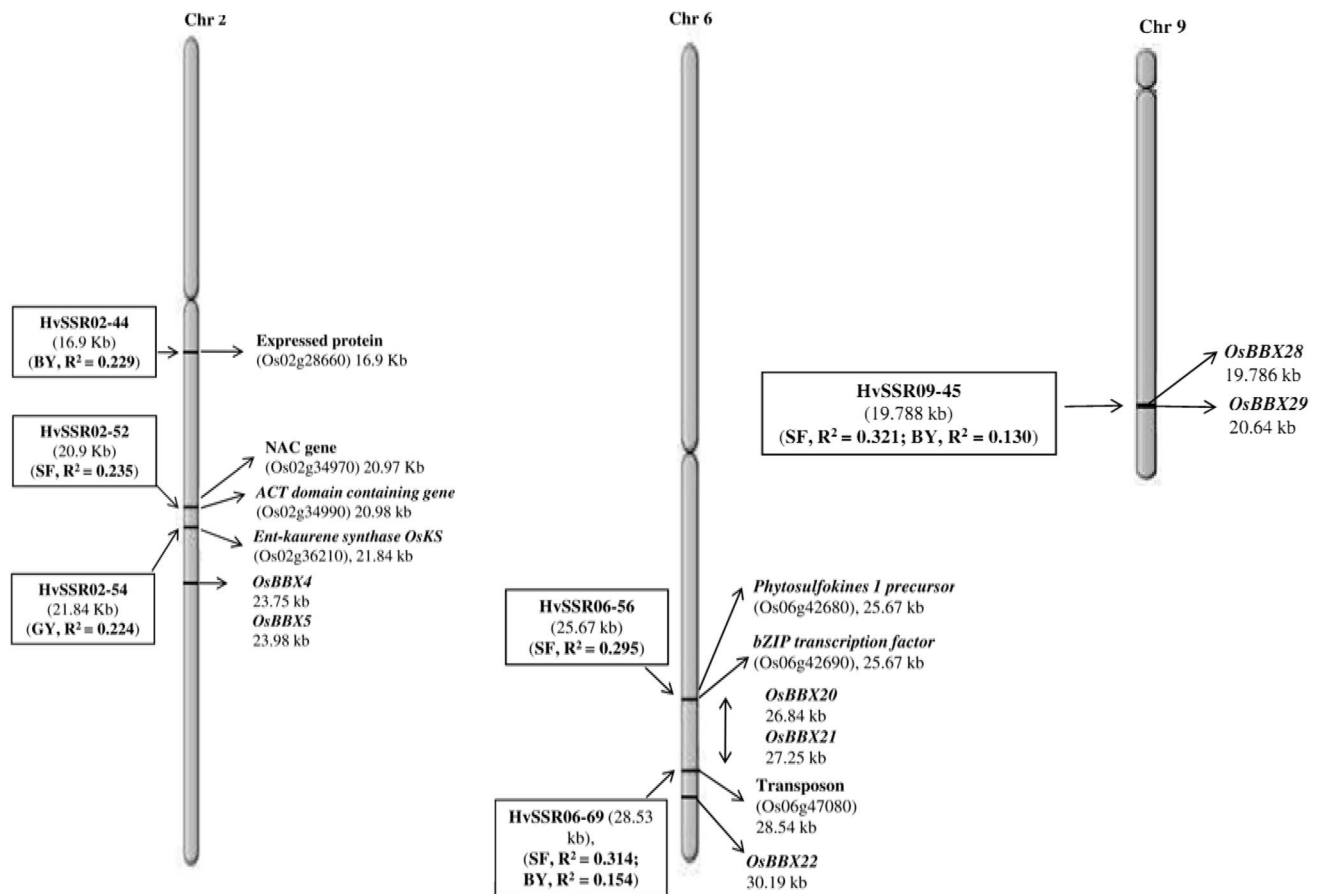 Chr 2
HvSSR02-44
(16.9 Kb)
(BY, R² = 0.229)
Expressed protein
(Os02g28660) 16.9 Kb
HvSSR02-52
(20.9 Kb)
(SF, R² = 0.235)
NAC gene
(Os02g34970) 20.97 Kb
ACT domain containing gene
(Os02g34990) 20.98 kb
Ent-kaurene synthase OsKS
(Os02g36210), 21.84 kb
HvSSR02-54
(21.84 Kb)
(GY, R² = 0.224)
OsBBX4
23.75 kb
OsBBX5
23.98 kb
Chr 6
HvSSR06-56
(25.67 kb)
(SF, R² = 0.295)
Phytosulfokines 1 precursor
(Os06g42680), 25.67 kb
bZIP transcription factor
(Os06g42690), 25.67 kb
OsBBX20
26.84 kb
OsBBX21
27.25 kb
HvSSR06-69 (28.53
kb),
(SF, R² = 0.314;
BY, R² = 0.154)
Transposon
(Os06g47080)
28.54 kb
OsBBX22
30.19 kb
Chr 9
HvSSR09-45
(19.788 kb)
(SF, R² = 0.321; BY, R² = 0.130)
OsBBX28
19.786 kb
OsBBX29
20.64 kb